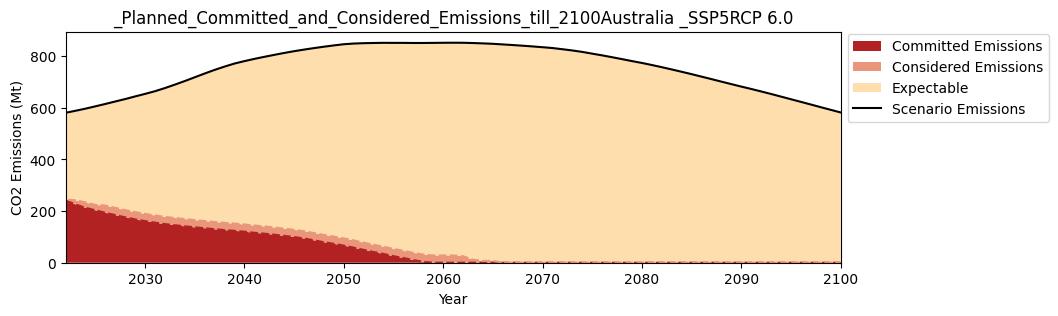 _Planned_Committed_and_Considered_Emissions_till_2100Australia _SSP5RCP 6.0
CO2 Emissions (Mt)
800
600
400
200
0
2030 2040 2050 2060 2070 2080 2090 2100
Year
Committed Emissions
Considered Emissions
Expectable
Scenario Emissions